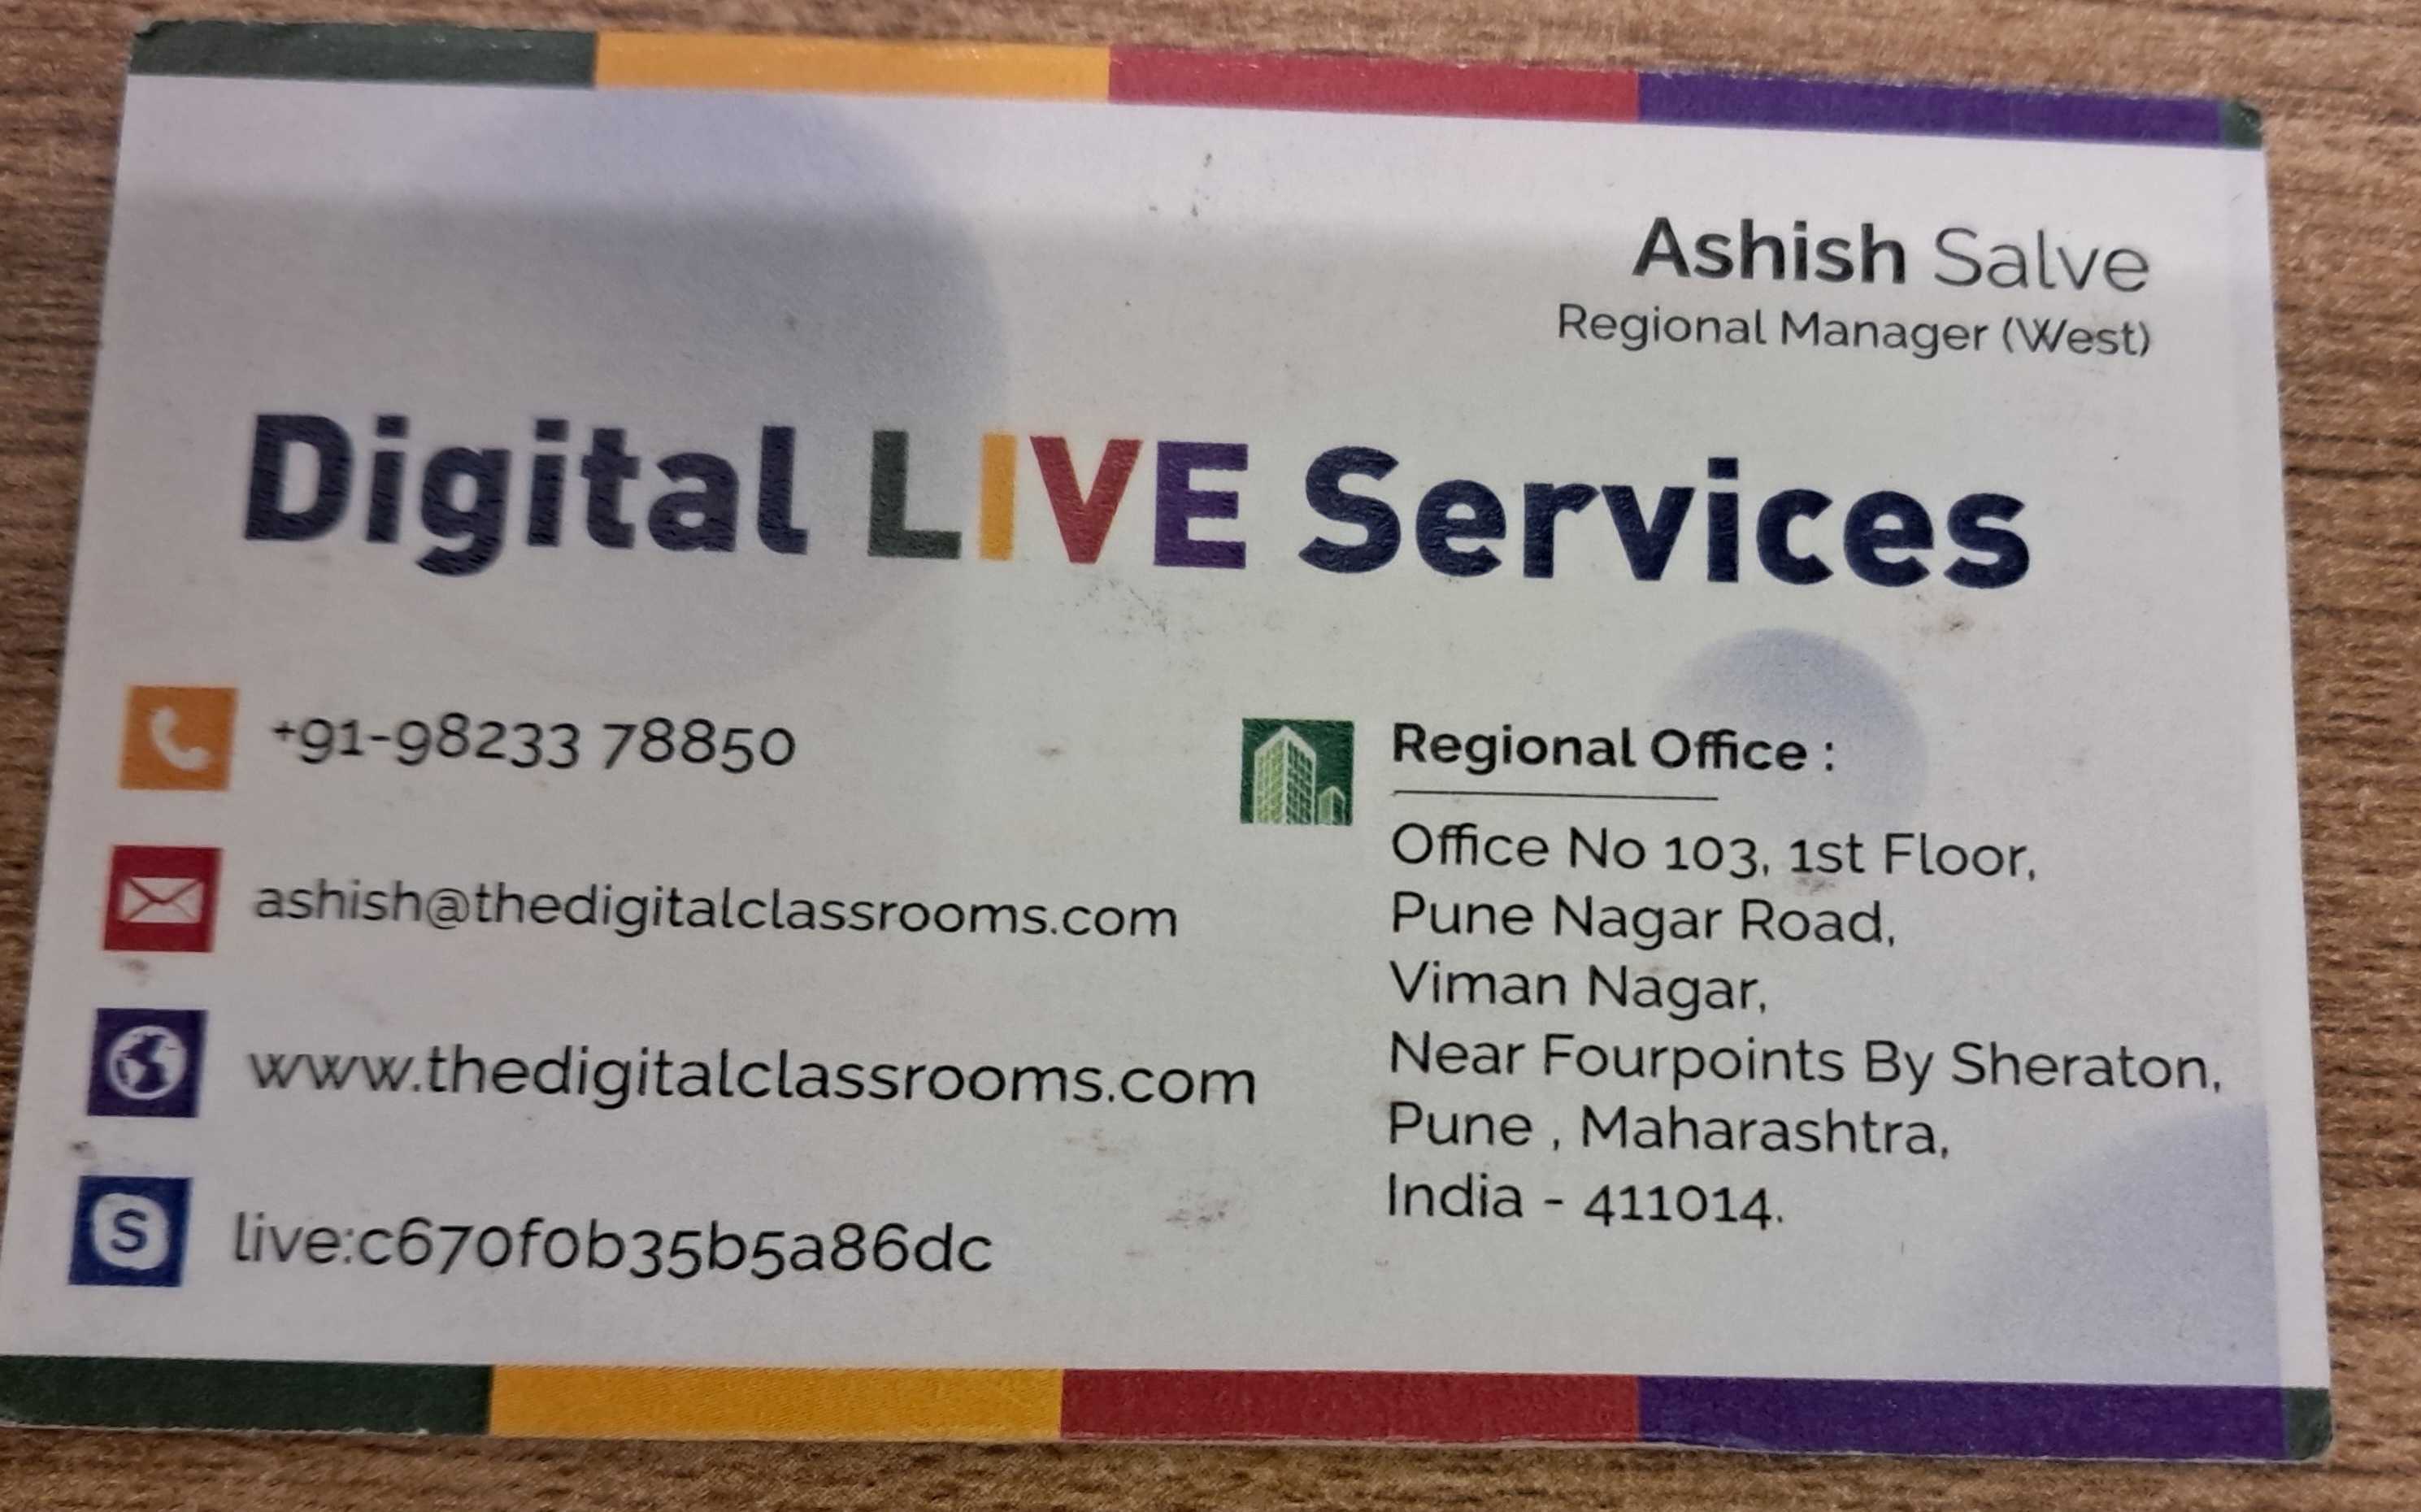 Ashish Salve
Regional Manager (West)
Digital LIVE Services
+91-98233 78850
ashish@thedigitalclassrooms.com
www.thedigitalclassrooms.com
live:c670f0b35b5a86dc
Regional Office :
Office No 103, 1st Floor,
Pune Nagar Road,
Viman Nagar,
Near Fourpoints By Sheraton,
Pune , Maharashtra,
India - 411014.